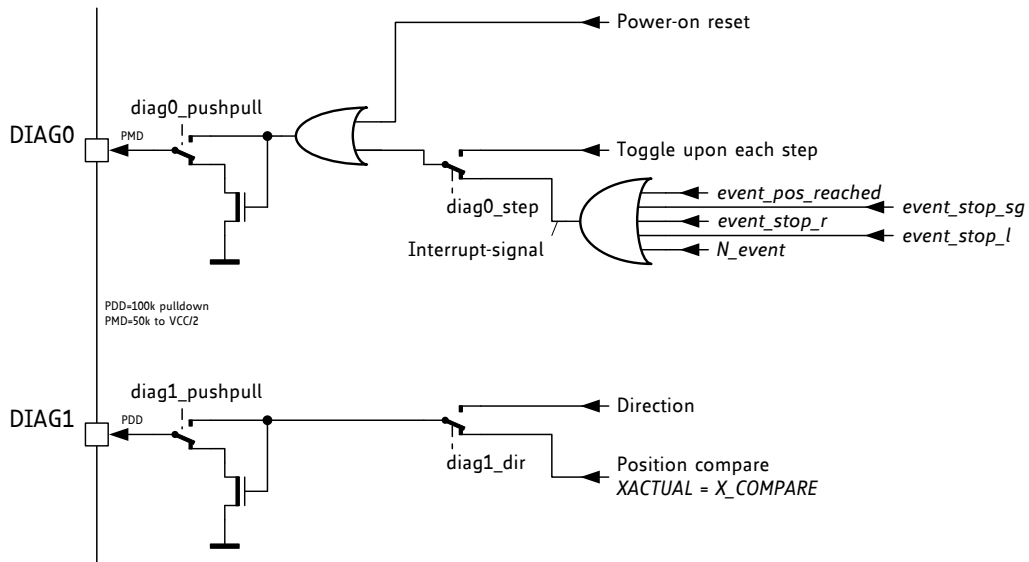 Power-on reset
diag0_pushpull
DIAG0
PMD
Toggle upon each step
event_pos_reached
diag0_step
event_stop_sg
event_stop_r
Interrupt-signal
event_stop_l
N_event
PDD=100k pulldown
PMD=50k to VCC/2
diag1_pushpull
DIAG1
PDD
Direction
diag1_dir
Position compare
XACTUAL = X_COMPARE